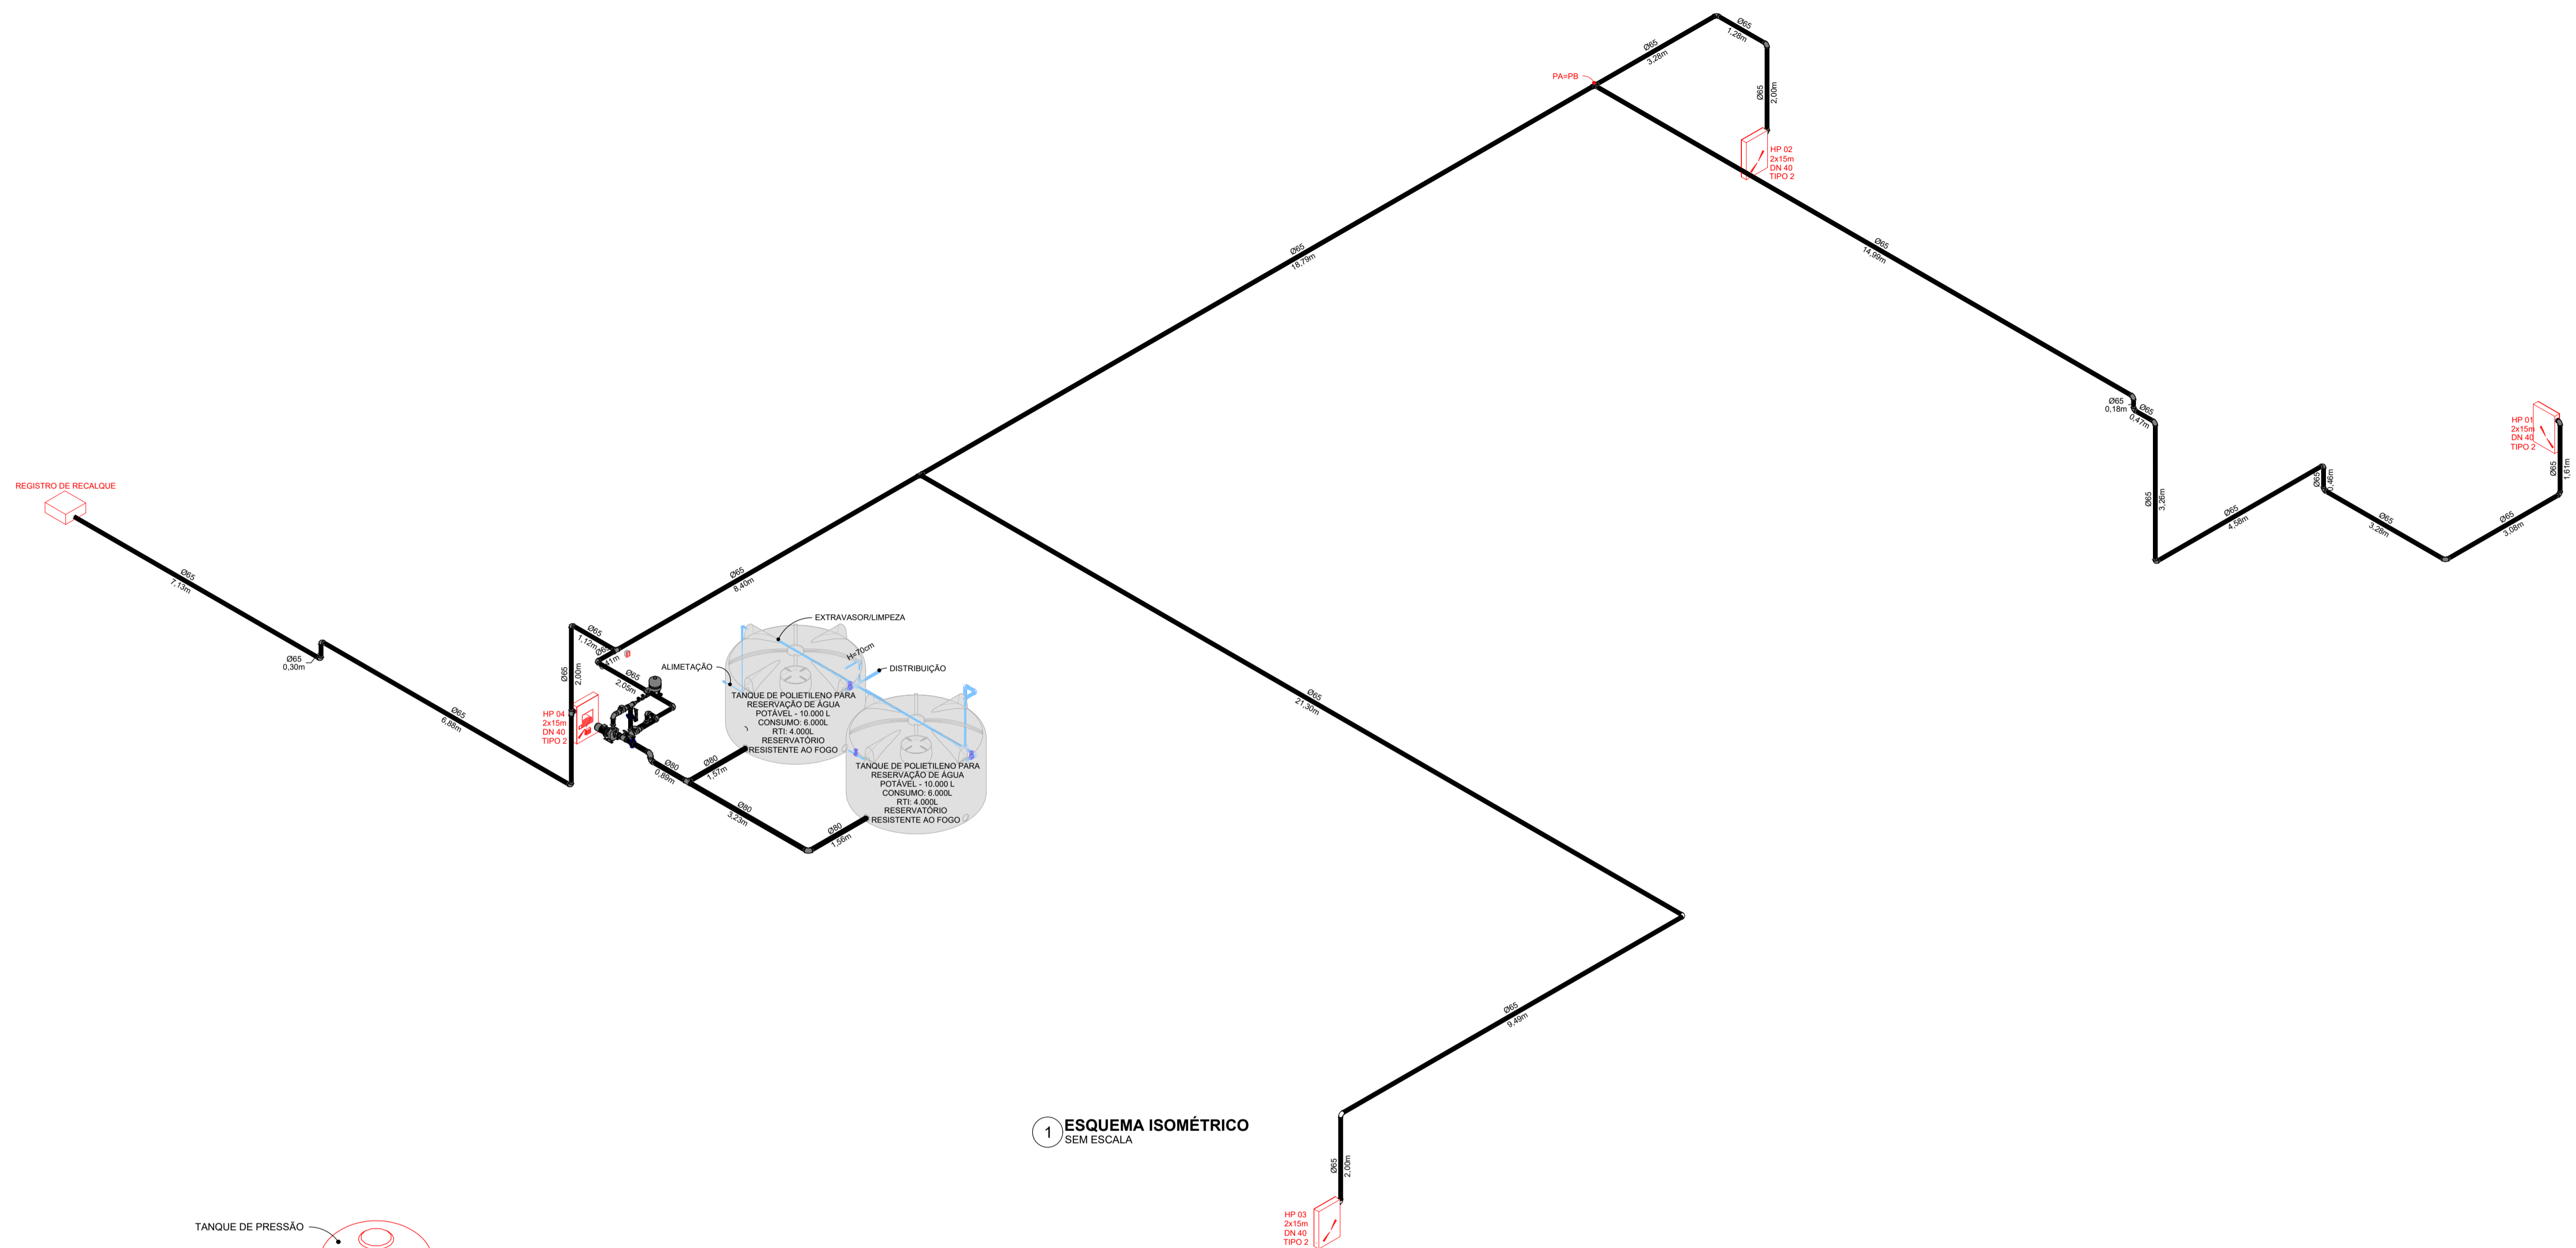 Ø65
1,28m
Ø65
3,28m
PA=PB
Ø65
2,00m
HP 02
2x15m
DN 40
TIPO 2
Ø65
18,79m
Ø65
14,99m
Ø65
0,18m
Ø65
0,47m
HP 01
2x15m
DN 40
TIPO 2
Ø65
1,61m
Ø65
0,46m
Ø65
3,26m
Ø65
4,58m
Ø65
3,28m
Ø65
3,08m
REGISTRO DE RECALQUE
Ø65
7,13m
Ø65
0,30m
Ø65
8,40m
Ø65
1,12m
Ø65
2,05m
Ø65
2,00m
Ø65
6,88m
HP 04
2x15m
DN 40
TIPO 2
EXTRAVASOR/LIMPEZA
H=70cm
ALIMETAÇÃO
DISTRIBUIÇÃO
TANQUE DE POLIETILENO PARA
RESERVAÇÃO DE ÁGUA
POTÁVEL - 10.000 L
CONSUMO: 6.000L
RTI: 4.000L
RESERVATÓRIO
RESISTENTE AO FOGO
TANQUE DE POLIETILENO PARA
RESERVAÇÃO DE ÁGUA
POTÁVEL - 10.000 L
CONSUMO: 6.000L
RTI: 4.000L
RESERVATÓRIO
RESISTENTE AO FOGO
Ø80
0,89m
Ø80
1,57m
Ø80
3,23m
Ø80
1,56m
Ø65
21,30m
Ø65
9,49m
1
ESQUEMA ISOMÉTRICO
SEM ESCALA
Ø65
2,00m
HP 03
2x15m
DN 40
TIPO 2
TANQUE DE PRESSÃO